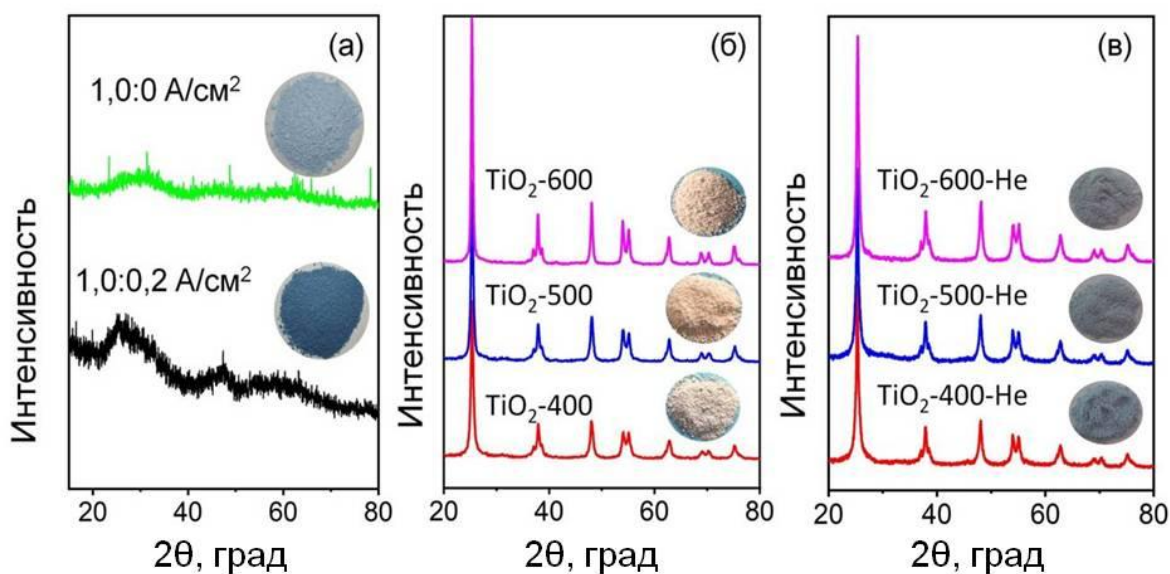 (а)
1,0:0 А/см²
1,0:0,2 А/см²
Интенсивность
20 40 60 80
2θ, град
(б)
TiO₂-600
TiO₂-500
TiO₂-400
Интенсивность
20 40 60 80
2θ, град
(в)
TiO₂-600-He
TiO₂-500-He
TiO₂-400-He
Интенсивность
20 40 60 80
2θ, град